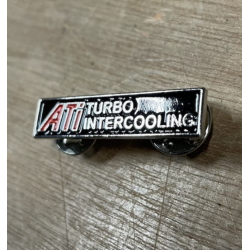 ATi TURBO
INTERCOOLING